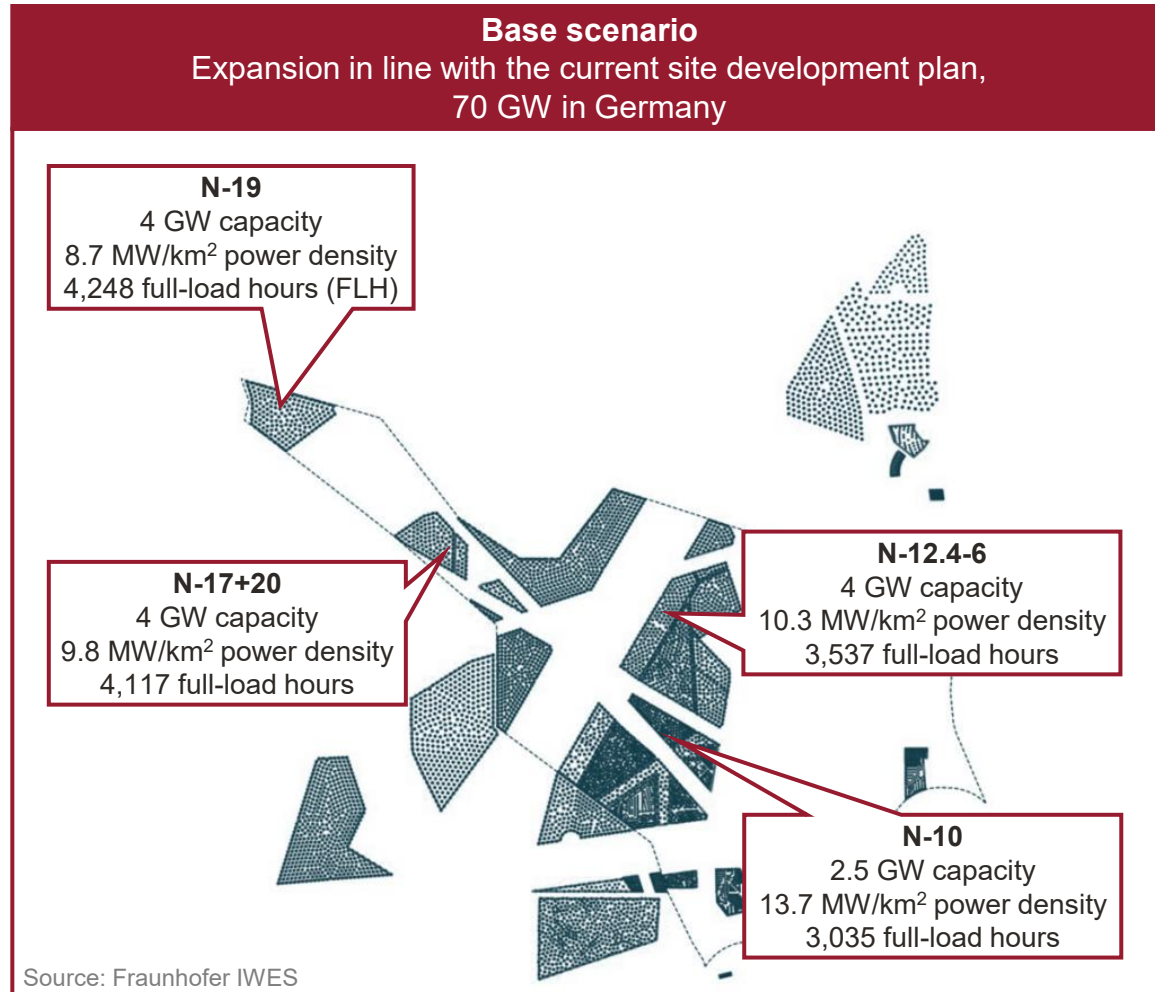 Base scenario
Expansion in line with the current site development plan,
70 GW in Germany
N-19
4 GW capacity
8.7 MW/km² power density
4,248 full-load hours (FLH)
N-17+20
4 GW capacity
9.8 MW/km² power density
4,117 full-load hours
N-12.4-6
4 GW capacity
10.3 MW/km² power density
3,537 full-load hours
N-10
2.5 GW capacity
13.7 MW/km² power density
3,035 full-load hours
Source: Fraunhofer IWES